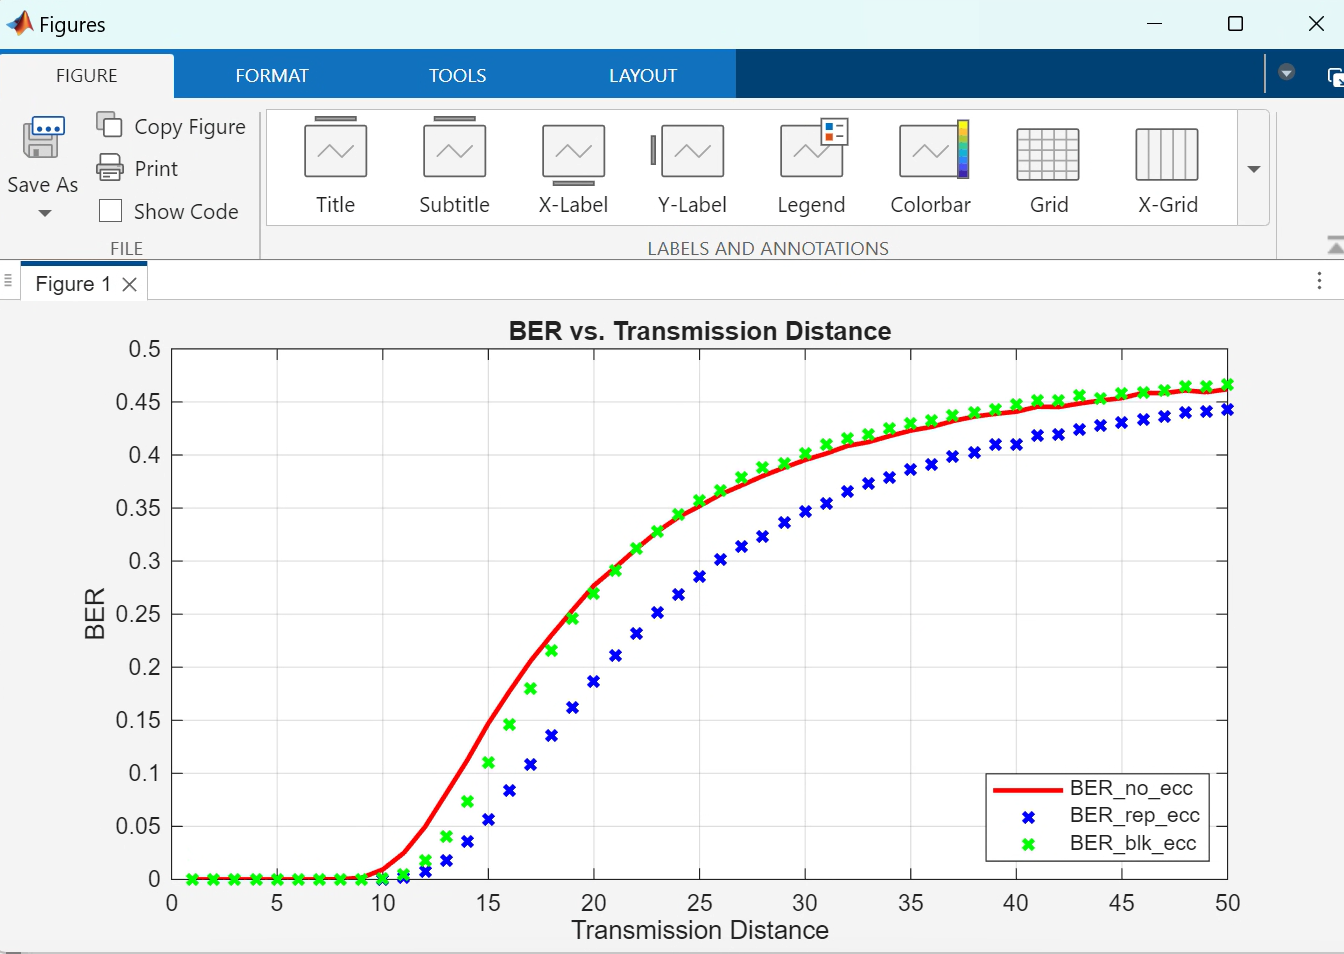 Figures
FIGURE FORMAT TOOLS LAYOUT
Save As
Copy Figure
Print
Show Code
FILE
Title Subtitle X-Label Y-Label Legend Colorbar Grid X-Grid
LABELS AND ANNOTATIONS
Figure 1
BER vs. Transmission Distance
0.5
0.45
0.4
0.35
0.3
0.25
0.2
0.15
0.1
0.05
0
BER
BER_no_ecc
BER_rep_ecc
BER_blk_ecc
0 5 10 15 20 25 30 35 40 45 50
Transmission Distance